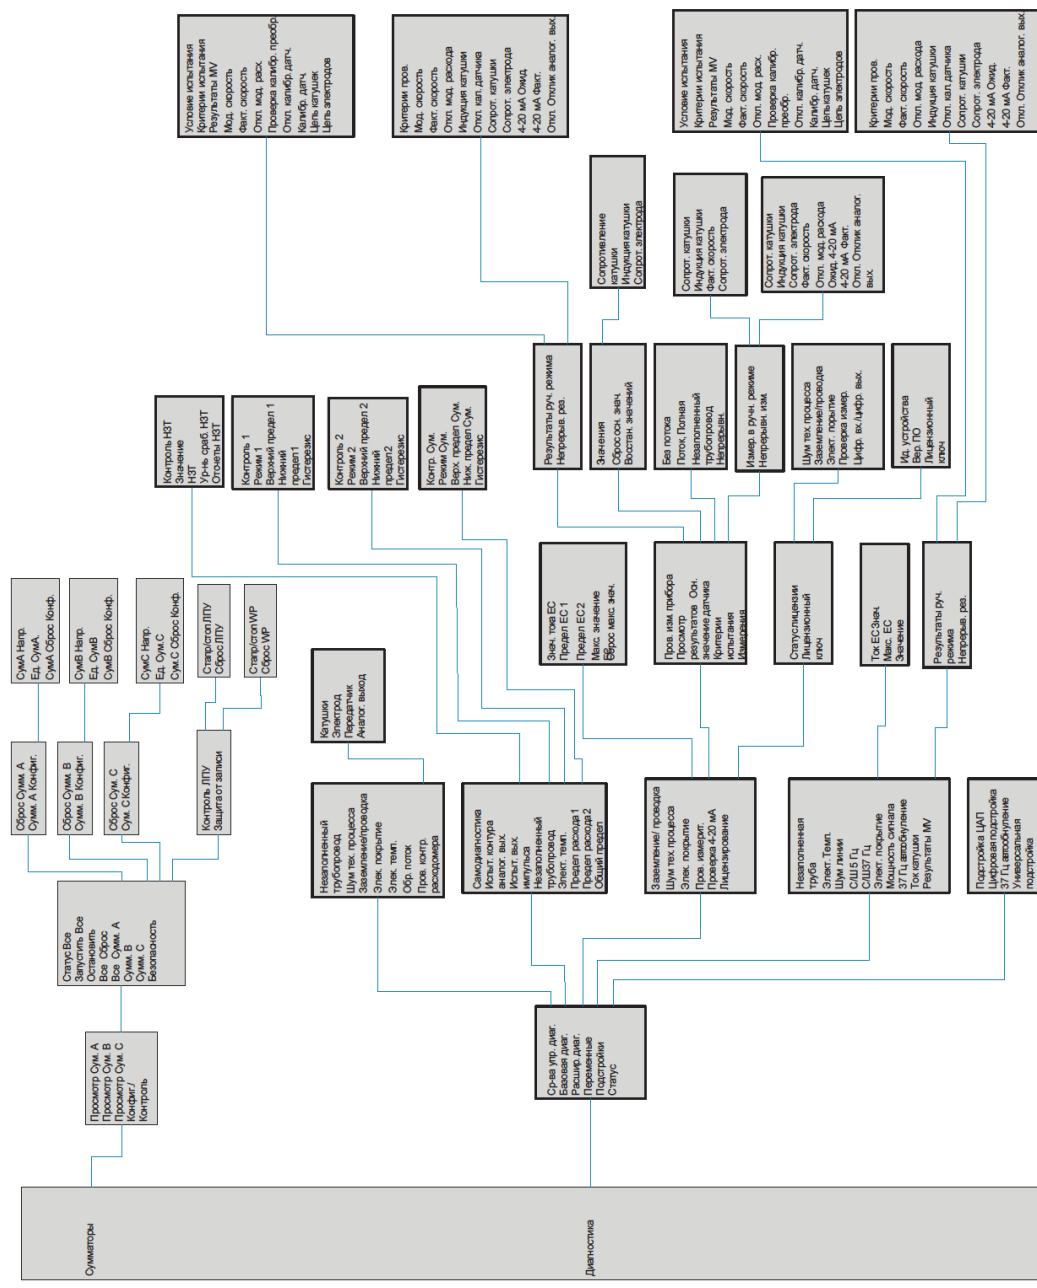 Сумматоры
Диагностика
Просмотр Сум. A
Просмотр Сум. B
Просмотр Сум. C
Конфиг./
Контроль
Статус Все
Запустить Все
Остановить
Все Сброс
Все Сумм. A
Сумм. B
Сумм. C
Безопасность
Сброс Сумм. A
Сумм. A Конфиг.
Сброс Сумм. B
Сумм. B Конфиг.
Сброс Сум. C
Сум. C Конфиг.
Контроль ЛПУ
Защита от записи
СумA Напр.
Ед. СумA.
СумA Сброс Конф.
СумB Напр.
Ед. СумB
СумB Сброс Конф.
СумC Напр.
Ед. Сум.C
Сум.C Сброс Конф.
Старт/стоп ЛПУ
Сброс ЛПУ
Старт/стоп WP
Сброс WP
Ср-ва упр. диаг.
Базовая диаг.
Расшир. диаг.
Переменные
Подстройки
Статус
Незаполненный
трубопровод
Шум тех. процесса
Заземление/проводка
Элек. покрытие
Элек. темп.
Обр. поток
Пров. контр.
расходомера
Самодиагностика
Испыт. контура
аналог. вых.
Испыт. вых.
импульса
Незаполненный
трубопровод
Элект. темп.
Предел расхода 1
Предел расхода 2
Общий предел
Заземление/ проводка
Шум тех. процесса
Элек. покрытие
Пров. измерит.
Проверка 4-20 мА
Лицензирование
Незаполненная
труба
Элект. Темп.
Шум линии
С/Ш 5 Гц
С/Ш37 Гц
Элект. покрытие
Мощность сигнала
37 Гц автообнуление
Ток катушки
Результаты MV
Подстройка ЦАП
Цифровая подстройка
37 Гц автообнуление
Универсальная
подстройка
Катушки
Электрод
Передатчик
Аналог. выход
Знач. тока ЕС
Предел ЕС 1
Предел ЕС 2
Макс. значение
ЕС
Сброс макс. знач.
Пров. изм. прибора
Просмотр
результатов Осн.
значение датчика
Критерии
испытания
Измерения
Статус лицензии
Лицензионный
ключ
Ток ЕС Знач.
Макс. ЕС
Значение
Результаты руч.
режима
Непрерыв. рез.
Контроль НЗТ
Значение
НЗТ
Ур-нь сраб. НЗТ
Отсчеты НЗТ
Контроль 1
Режим 1
Верхний предел 1
Нижний
предел 1
Гистерезис
Контроль 2
Режим 2
Верхний предел 2
Нижний
предел2
Гистерезис
Контр. Сум.
Режим Сум.
Верх. предел Сум.
Ниж. предел Сум.
Гистерезис
Результаты руч. режима
Непрерыв. рез.
Значения
Сброс осн. знач.
Восстан. значений
Без потока
Поток, Полная
Незаполненный
трубопровод
Непрерывн.
Измер. в ручн. режиме
Непрерывн. изм.
Шум тех. процесса
Заземление/проводка
Элект. порытие
Проверка измер.
Цифр. вх./цифр. вых.
Ид. устройства
Вер. ПО
Лицензионный
ключ
Сопротивление
катушки
Индукция катушки
Сопрот. электрода
Сопрот. катушки
Индукция катушки
Факт. скорость
Сопрот. электрода
Сопрот. катушки
Индукция катушки
Сопрот. электрода
Факт. скорость
Откл. мод. расхода
Ожид. 4-20 мА
4-20 мА Факт.
Откл. Отклик аналог.
вых.
Условие испытания
Критерии испытания
Результаты MV
Мод. скорость
Факт. скорость
Откл. мод. расх.
Проверка калибр. преобр.
Откл. калибр. датч.
Калибр. датч.
Цепь катушек
Цепь электродов
Критерии пров.
Мод. скорость
Факт. скорость
Откл. мод. расхода
Индукция катушки
Откл. кал. датчика
Сопрот. катушки
Сопрот. электрода
4-20 мА Ожид.
4-20 мА Факт.
Откл. Отклик аналог. вых.
Условие испытания
Критерии испытания
Результаты MV
Мод. скорость
Факт. скорость
Откл. мод. расх.
Проверка калибр.
преобр.
Откл. калибр. датч.
Калибр. датч.
Цепь катушек
Цепь электродов
Критерии пров.
Мод. скорость
Факт. скорость
Откл. мод. расхода
Индукция катушки
Откл. кал. датчика
Сопрот. катушки
Сопрот. электрода
4-20 мА Ожид.
4-20 мА Факт.
Откл. Отклик аналог. вых.